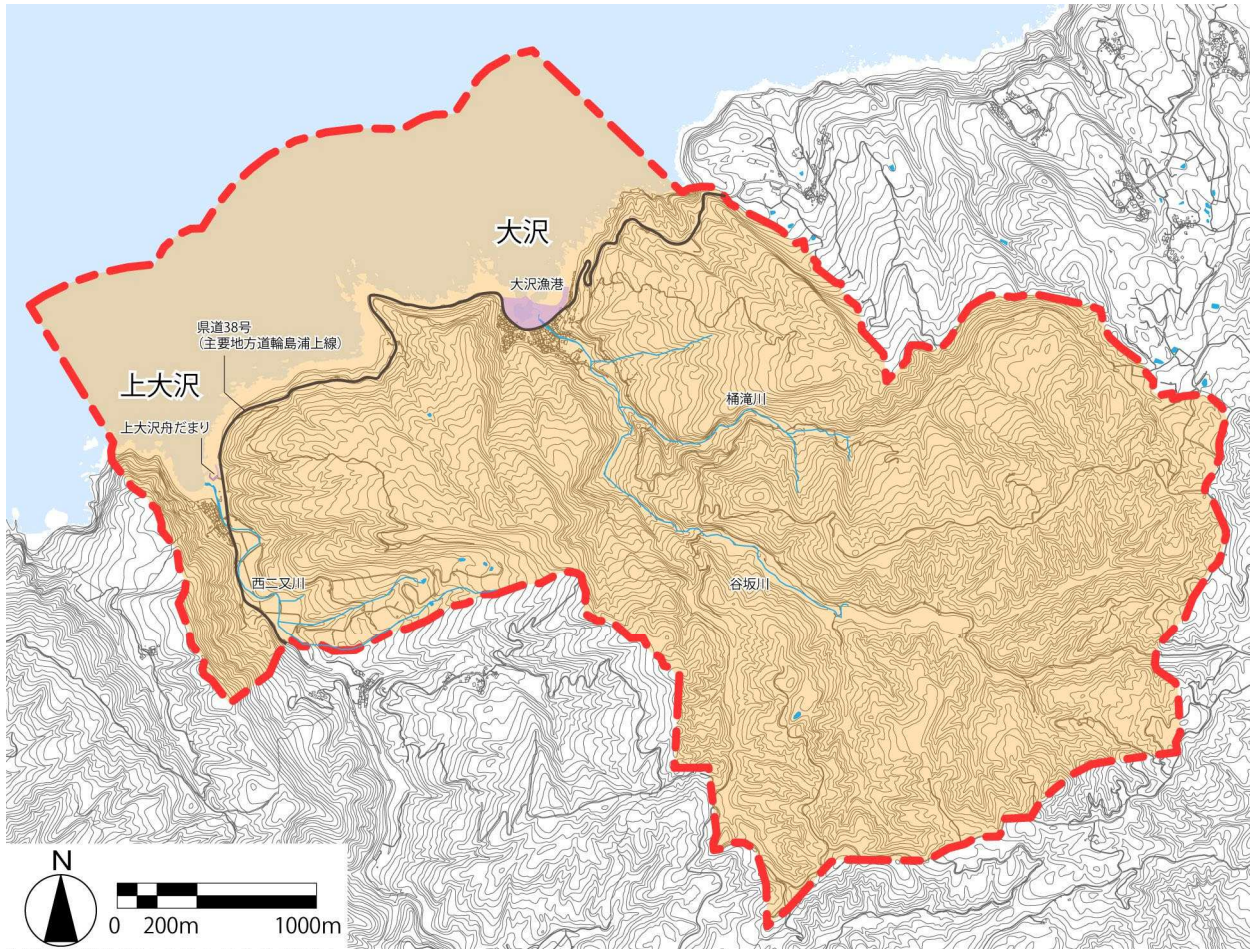 大沢
大沢漁港
県道38号
（主要地方道輪島浦上線）
上大沢
上大沢舟だまり
桶滝川
西二又川
谷坂川
N
0 200m 1000m